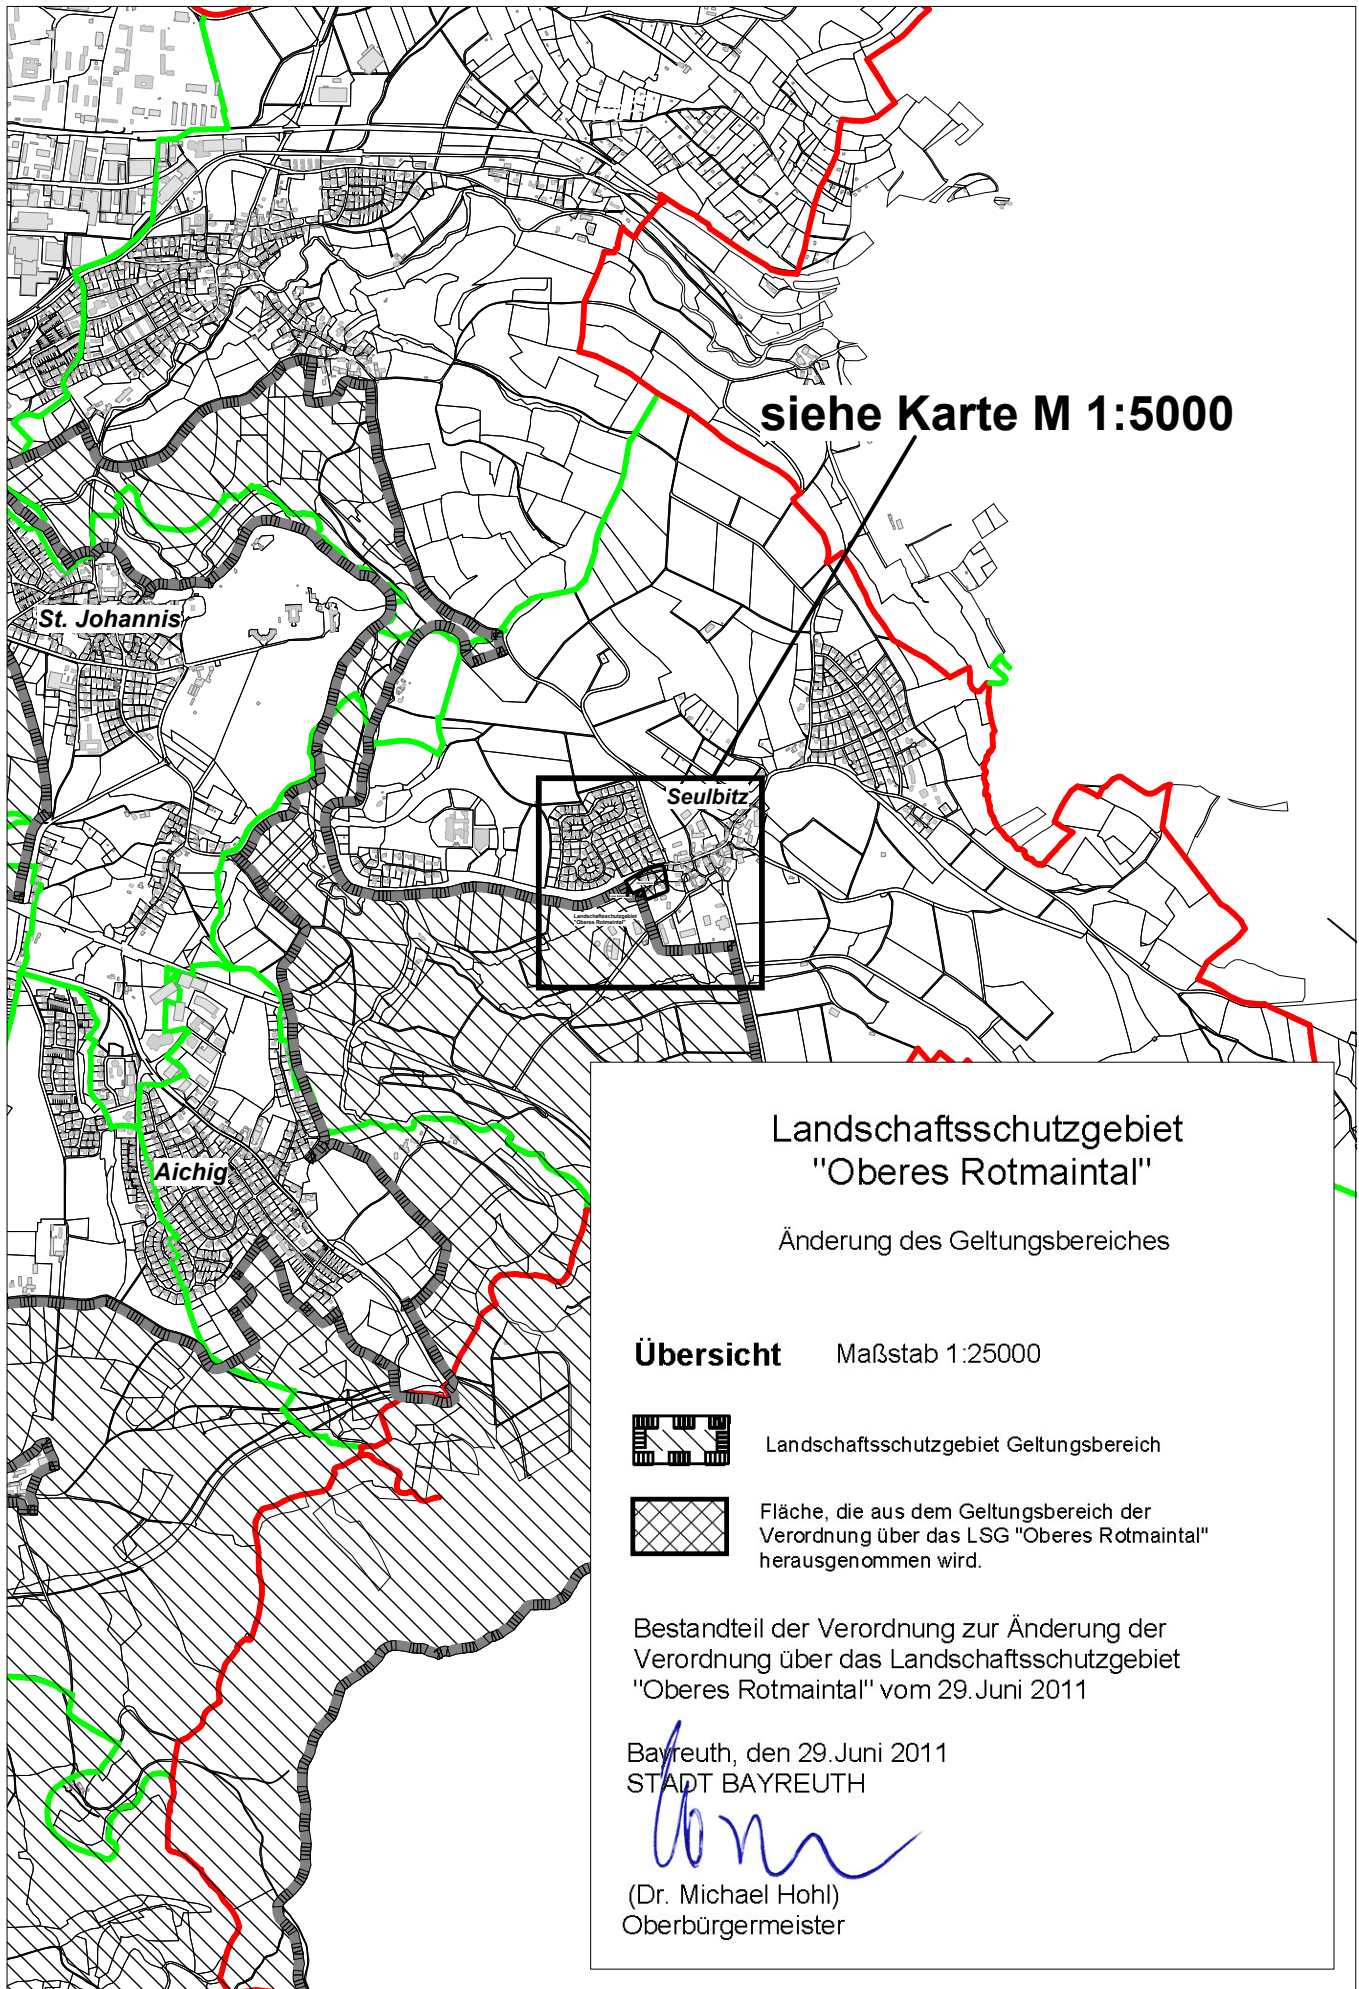 siehe Karte M 1:5000
St. Johannis
Seulbitz
Landschaftsschutzgebiet
"Oberes Rotmaintal"
Aichig
Landschaftsschutzgebiet
"Oberes Rotmaintal"
Änderung des Geltungsbereiches
Übersicht Maßstab 1:25000
Landschaftsschutzgebiet Geltungsbereich
Fläche, die aus dem Geltungsbereich der
Verordnung über das LSG "Oberes Rotmaintal"
herausgenommen wird.
Bestandteil der Verordnung zur Änderung der
Verordnung über das Landschaftsschutzgebiet
"Oberes Rotmaintal" vom 29.Juni 2011
Bayreuth, den 29.Juni 2011
STADT BAYREUTH
(Dr. Michael Hohl)
Oberbürgermeister